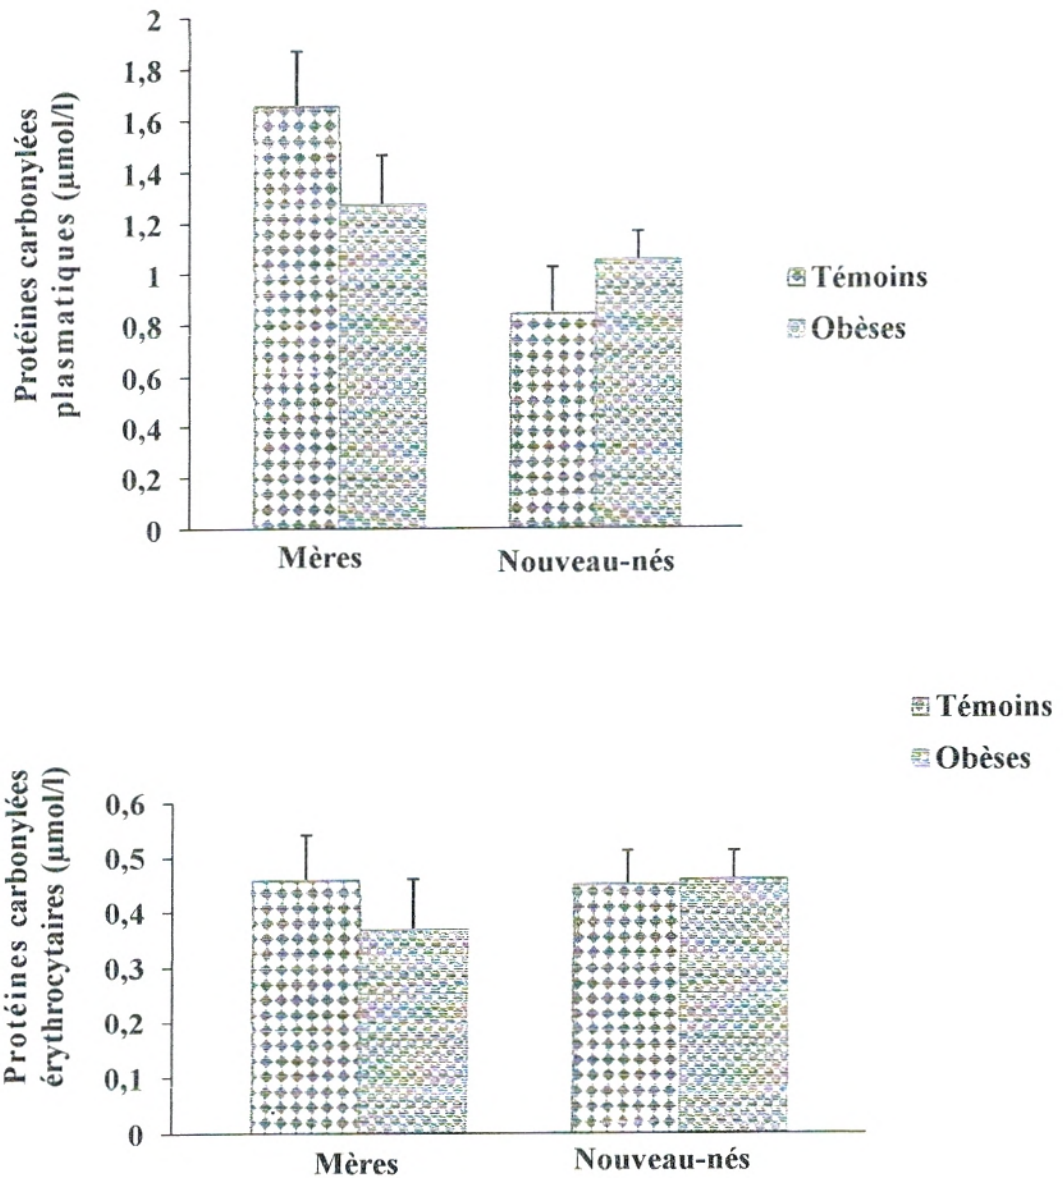 Protéines carbonylées
plasmatiques (µmol/l)
2
1,8
1,6
1,4
1,2
1
0,8
0,6
0,4
0,2
0
Mères
Nouveau-nés
Témoins
Obèses
Témoins
Obèses
Protéines carbonylées
érythrocytaires (µmol/l)
0,6
0,5
0,4
0,3
0,2
0,1
0
Mères
Nouveau-nés